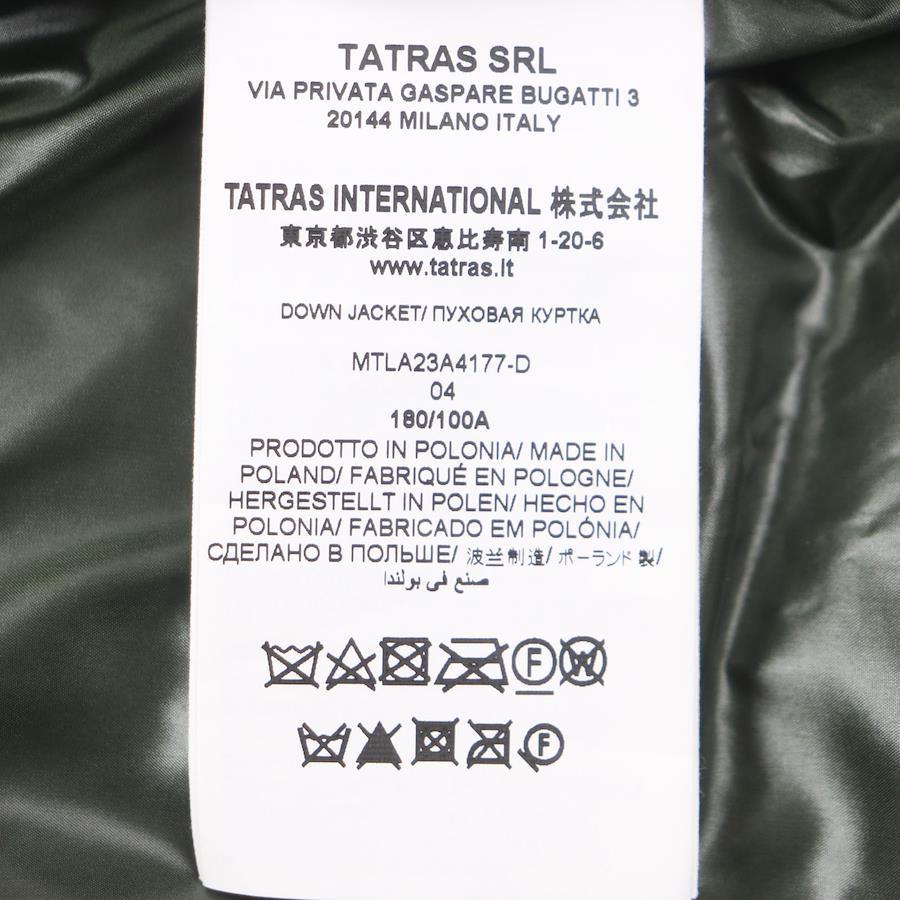 TATRAS SRL
VIA PRIVATA GASPARE BUGATTI 3
20144 MILANO ITALY
TATRAS INTERNATIONAL 株式会社
東京都渋谷区恵比寿南 1-20-6
www.tatras.it
DOWN JACKET/ ПУХОВАЯ КУРТКА
MTLA23A4177-D
04
180/100A
PRODOTTO IN POLONIA/ MADE IN
POLAND/ FABRIQUÉ EN POLOGNE/
HERGESTELLT IN POLEN/ HECHO EN
POLONIA/ FABRICADO EM POLÓNIA/
СДЕЛАНО В ПОЛЬШЕ/ 波兰制造/ ポーランド製/
صنع في بولندا
F W
F